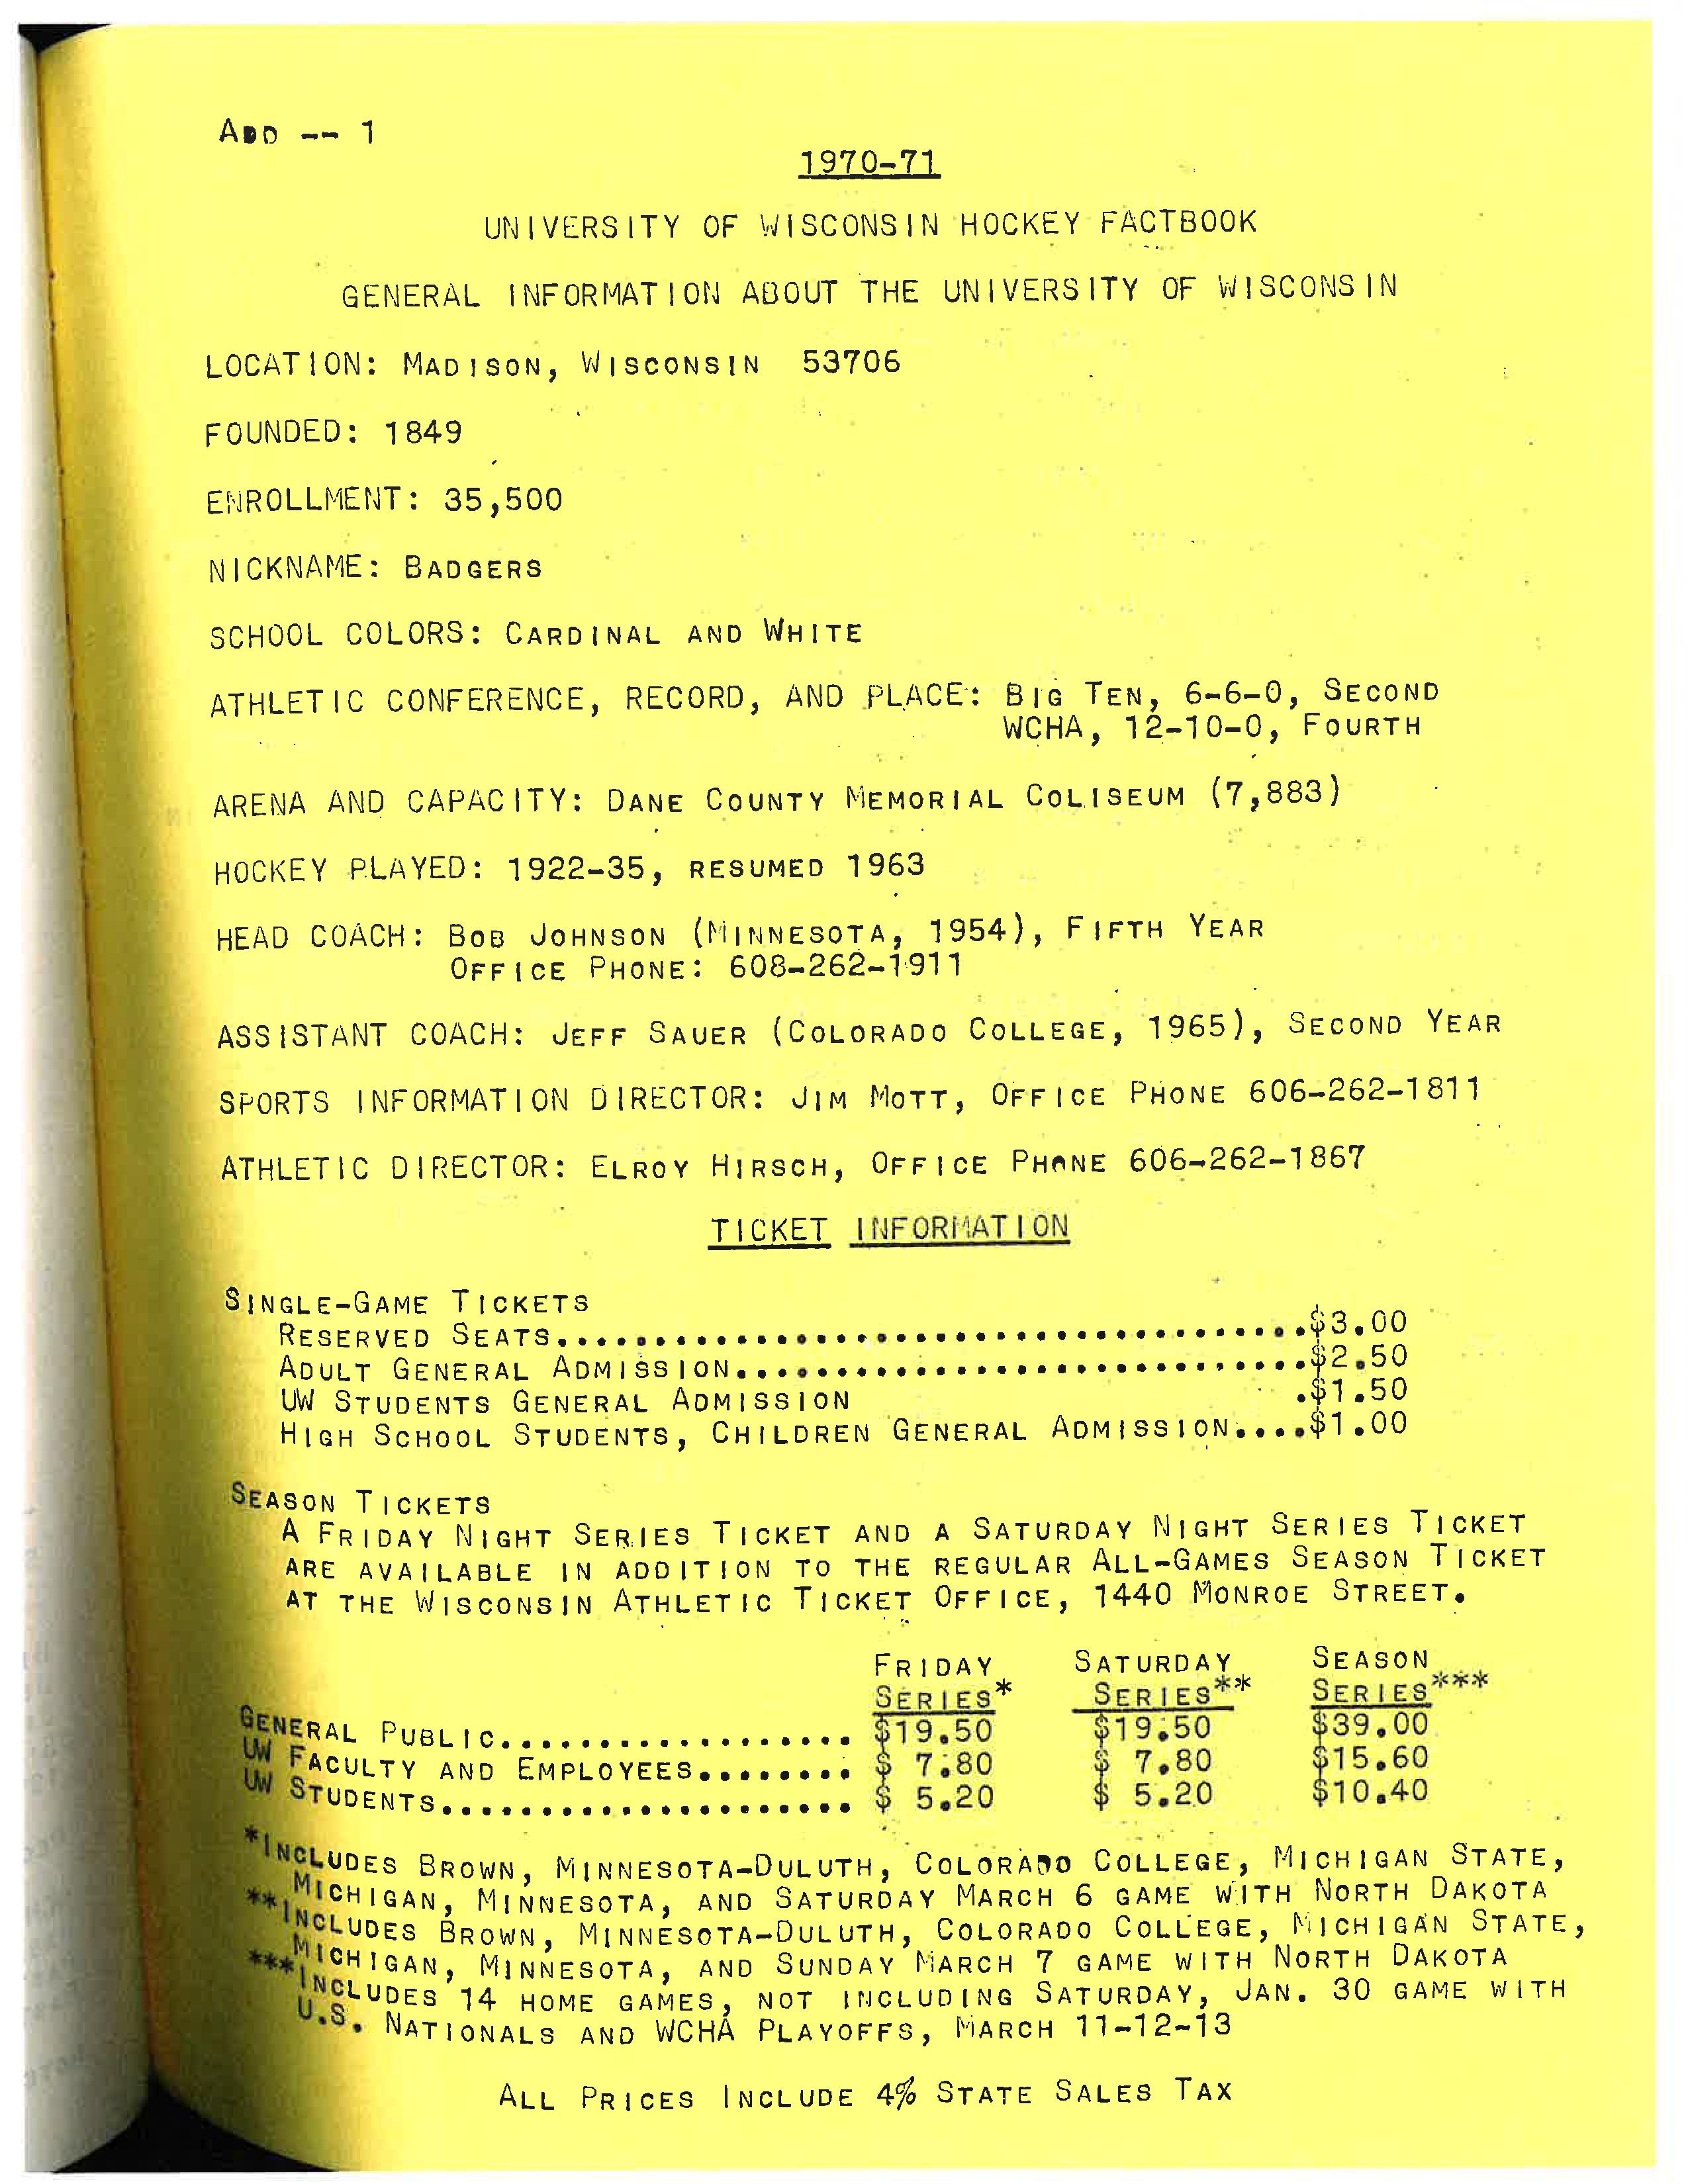 ADD -- 1
1970-71
UNIVERSITY OF WISCONSIN HOCKEY FACTBOOK
GENERAL INFORMATION ABOUT THE UNIVERSITY OF WISCONSIN
LOCATION: MADISON, WISCONSIN 53706
FOUNDED: 1849
ENROLLMENT: 35,500
NICKNAME: BADGERS
SCHOOL COLORS: CARDINAL AND WHITE
ATHLETIC CONFERENCE, RECORD, AND PLACE: BIG TEN, 6-6-0, SECOND
WCHA, 12-10-0, FOURTH
ARENA AND CAPACITY: DANE COUNTY MEMORIAL COLISEUM (7,883)
HOCKEY PLAYED: 1922-35, RESUMED 1963
HEAD COACH: BOB JOHNSON (MINNESOTA, 1954), FIFTH YEAR
OFFICE PHONE: 608-262-1911
ASSISTANT COACH: JEFF SAUER (COLORADO COLLEGE, 1965), SECOND YEAR
SPORTS INFORMATION DIRECTOR: JIM MOTT, OFFICE PHONE 606-262-1811
ATHLETIC DIRECTOR: ELROY HIRSCH, OFFICE PHONE 606-262-1867
TICKET INFORMATION
SINGLE-GAME TICKETS
RESERVED SEATS......................................$3.00
ADULT GENERAL ADMISSION.............................$2.50
UW STUDENTS GENERAL ADMISSION .$1.50
HIGH SCHOOL STUDENTS, CHILDREN GENERAL ADMISSION....$1.00
SEASON TICKETS
A FRIDAY NIGHT SERIES TICKET AND A SATURDAY NIGHT SERIES TICKET
ARE AVAILABLE IN ADDITION TO THE REGULAR ALL-GAMES SEASON TICKET
AT THE WISCONSIN ATHLETIC TICKET OFFICE, 1440 MONROE STREET.
FRIDAY SATURDAY SEASON
SERIES* SERIES** SERIES***
GENERAL PUBLIC.................. $19.50 $19.50 $39.00
UW FACULTY AND EMPLOYEES........ $ 7.80 $ 7.80 $15.60
UW STUDENTS..................... $ 5.20 $ 5.20 $10.40
*INCLUDES BROWN, MINNESOTA-DULUTH, COLORADO COLLEGE, MICHIGAN STATE,
MICHIGAN, MINNESOTA, AND SATURDAY MARCH 6 GAME WITH NORTH DAKOTA
**INCLUDES BROWN, MINNESOTA-DULUTH, COLORADO COLLEGE, MICHIGAN STATE,
MICHIGAN, MINNESOTA, AND SUNDAY MARCH 7 GAME WITH NORTH DAKOTA
***INCLUDES 14 HOME GAMES, NOT INCLUDING SATURDAY, JAN. 30 GAME WITH
U.S. NATIONALS AND WCHA PLAYOFFS, MARCH 11-12-13
ALL PRICES INCLUDE 4% STATE SALES TAX